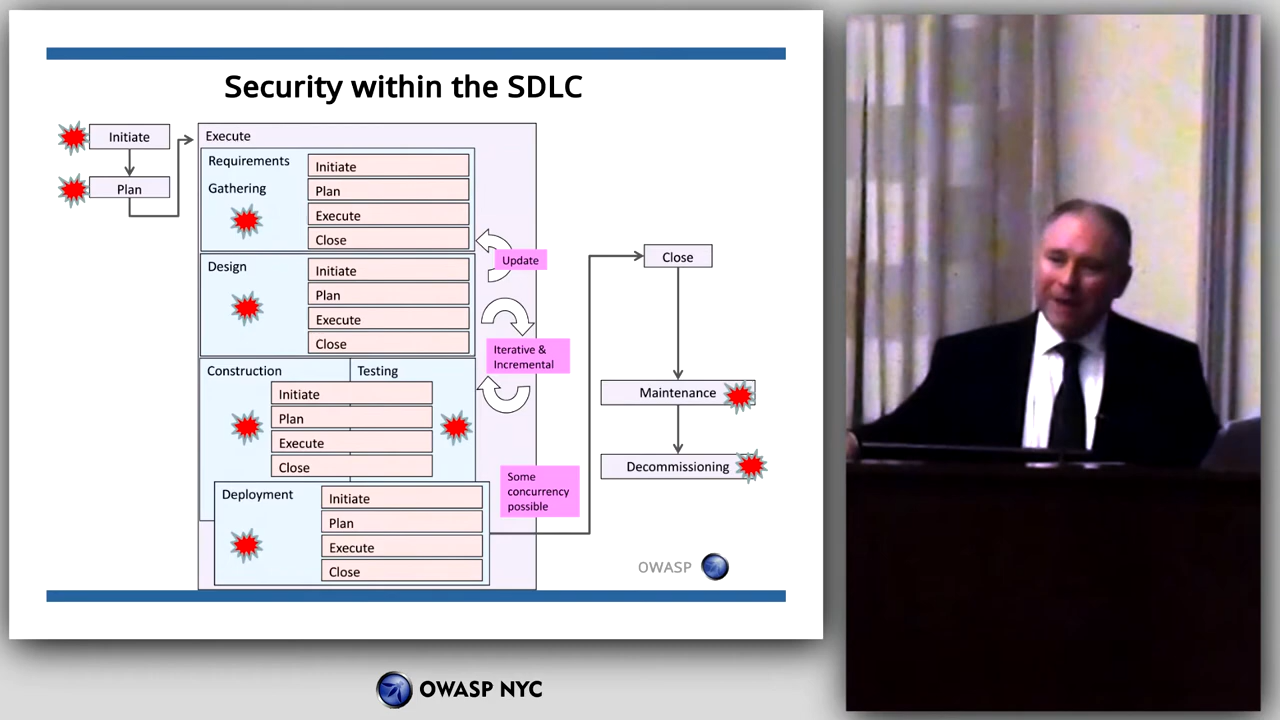 Security within the SDLC
Initiate
Plan
Execute
Requirements
Gathering
Initiate
Plan
Execute
Close
Update
Design
Initiate
Plan
Execute
Close
Iterative &
Incremental
Construction
Testing
Initiate
Plan
Execute
Close
Some
concurrency
possible
Deployment
Initiate
Plan
Execute
Close
Close
Maintenance
Decommissioning
OWASP
OWASP NYC